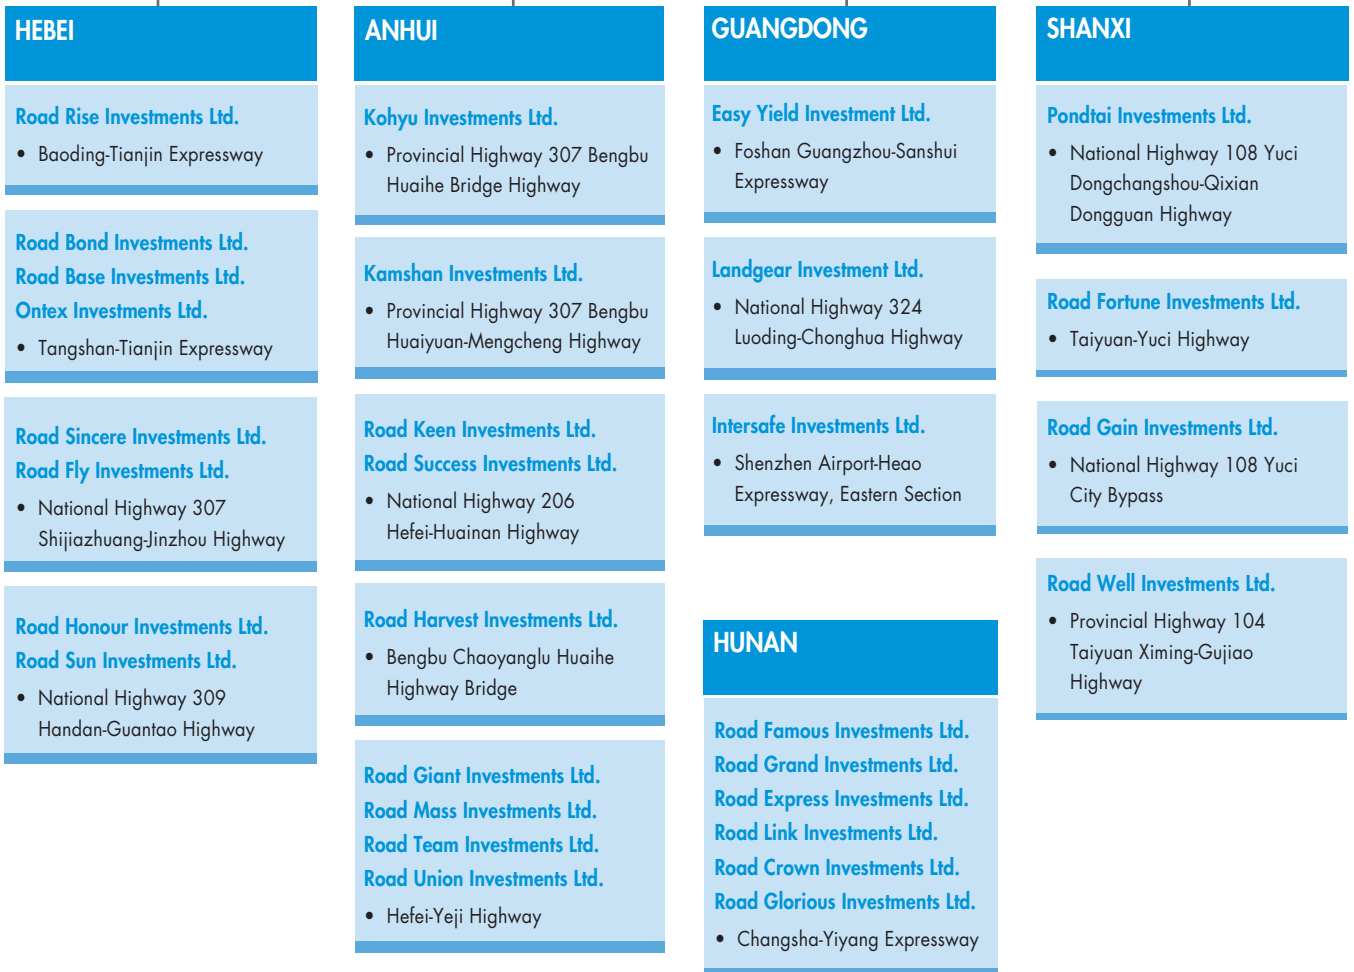 HEBEI
Road Rise Investments Ltd.
• Baoding-Tianjin Expressway
Road Bond Investments Ltd.
Road Base Investments Ltd.
Ontex Investments Ltd.
• Tangshan-Tianjin Expressway
Road Sincere Investments Ltd.
Road Fly Investments Ltd.
• National Highway 307
Shijiazhuang-Jinzhou Highway
Road Honour Investments Ltd.
Road Sun Investments Ltd.
• National Highway 309
Handan-Guantao Highway
ANHUI
Kohyu Investments Ltd.
• Provincial Highway 307 Bengbu
Huaihe Bridge Highway
Kamshan Investments Ltd.
• Provincial Highway 307 Bengbu
Huaiyuan-Mengcheng Highway
Road Keen Investments Ltd.
Road Success Investments Ltd.
• National Highway 206
Hefei-Huainan Highway
Road Harvest Investments Ltd.
• Bengbu Chaoyanglu Huaihe
Highway Bridge
Road Giant Investments Ltd.
Road Mass Investments Ltd.
Road Team Investments Ltd.
Road Union Investments Ltd.
• Hefei-Yeji Highway
GUANGDONG
Easy Yield Investment Ltd.
• Foshan Guangzhou-Sanshui
Expressway
Landgear Investment Ltd.
• National Highway 324
Luoding-Chonghua Highway
Intersafe Investments Ltd.
• Shenzhen Airport-Heao
Expressway, Eastern Section
HUNAN
Road Famous Investments Ltd.
Road Grand Investments Ltd.
Road Express Investments Ltd.
Road Link Investments Ltd.
Road Crown Investments Ltd.
Road Glorious Investments Ltd.
• Changsha-Yiyang Expressway
SHANXI
Pondtai Investments Ltd.
• National Highway 108 Yuci
Dongchangshou-Qixian
Dongguan Highway
Road Fortune Investments Ltd.
• Taiyuan-Yuci Highway
Road Gain Investments Ltd.
• National Highway 108 Yuci
City Bypass
Road Well Investments Ltd.
• Provincial Highway 104
Taiyuan Ximing-Gujiao
Highway